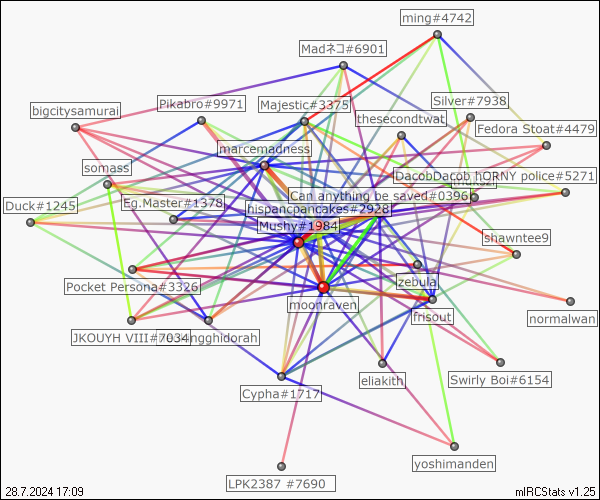 ming#4742
Madネコ#6901
Pikabro#9971
Majestic#3375
Silver#7938
bigcitysamurai
thesecondtwat
Fedora Stoat#4479
marcemadness
somass
DacobDacob hORNY police#5271
Can anything be saved#0396
Duck#1245
Eg.Master#1378
hispancpancakes#2928
Mushy#1984
shawntee9
Pocket Persona#3326
zebula
moonraven
frisout
normalwan
JKOUYH VIII#7034
ngghidorah
Cypha#1717
eliakith
Swirly Boi#6154
yoshimanden
LPK2387 #7690
28.7.2024 17:09
mIRCStats v1.25